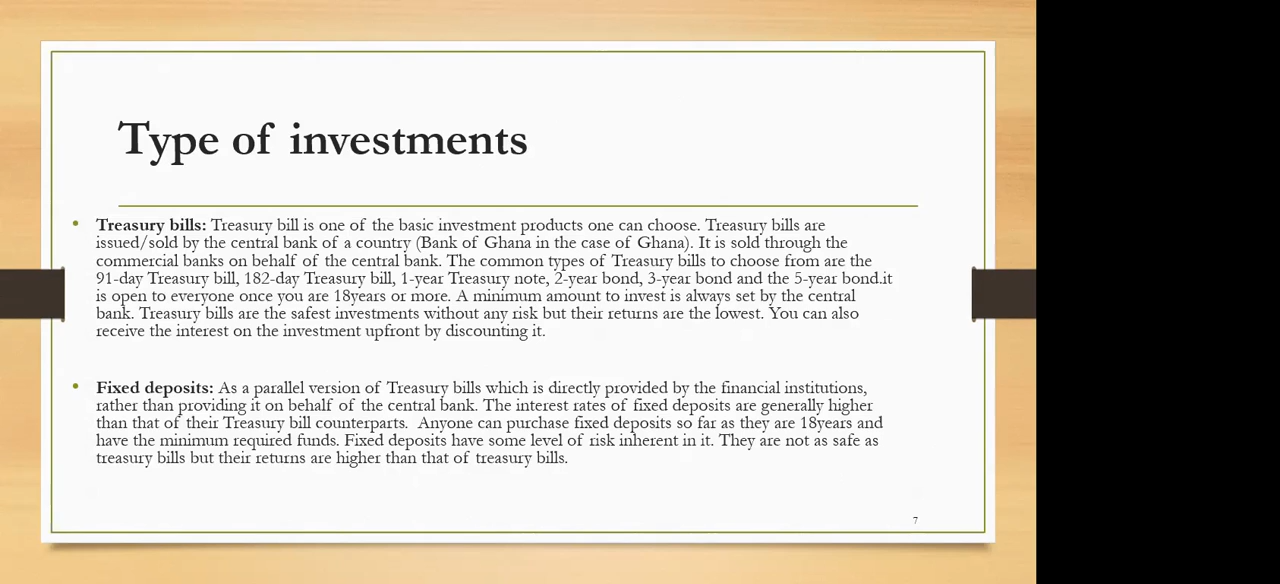 Type of investments
• Treasury bills: Treasury bill is one of the basic investment products one can choose. Treasury bills are
issued/sold by the central bank of a country (Bank of Ghana in the case of Ghana). It is sold through the
commercial banks on behalf of the central bank. The common types of Treasury bills to choose from are the
91-day Treasury bill, 182-day Treasury bill, 1-year Treasury note, 2-year bond, 3-year bond and the 5-year bond.it
is open to everyone once you are 18years or more. A minimum amount to invest is always set by the central
bank. Treasury bills are the safest investments without any risk but their returns are the lowest. You can also
receive the interest on the investment upfront by discounting it.
• Fixed deposits: As a parallel version of Treasury bills which is directly provided by the financial institutions,
rather than providing it on behalf of the central bank. The interest rates of fixed deposits are generally higher
than that of their Treasury bill counterparts.  Anyone can purchase fixed deposits so far as they are 18years and
have the minimum required funds. Fixed deposits have some level of risk inherent in it. They are not as safe as
treasury bills but their returns are higher than that of treasury bills.
7